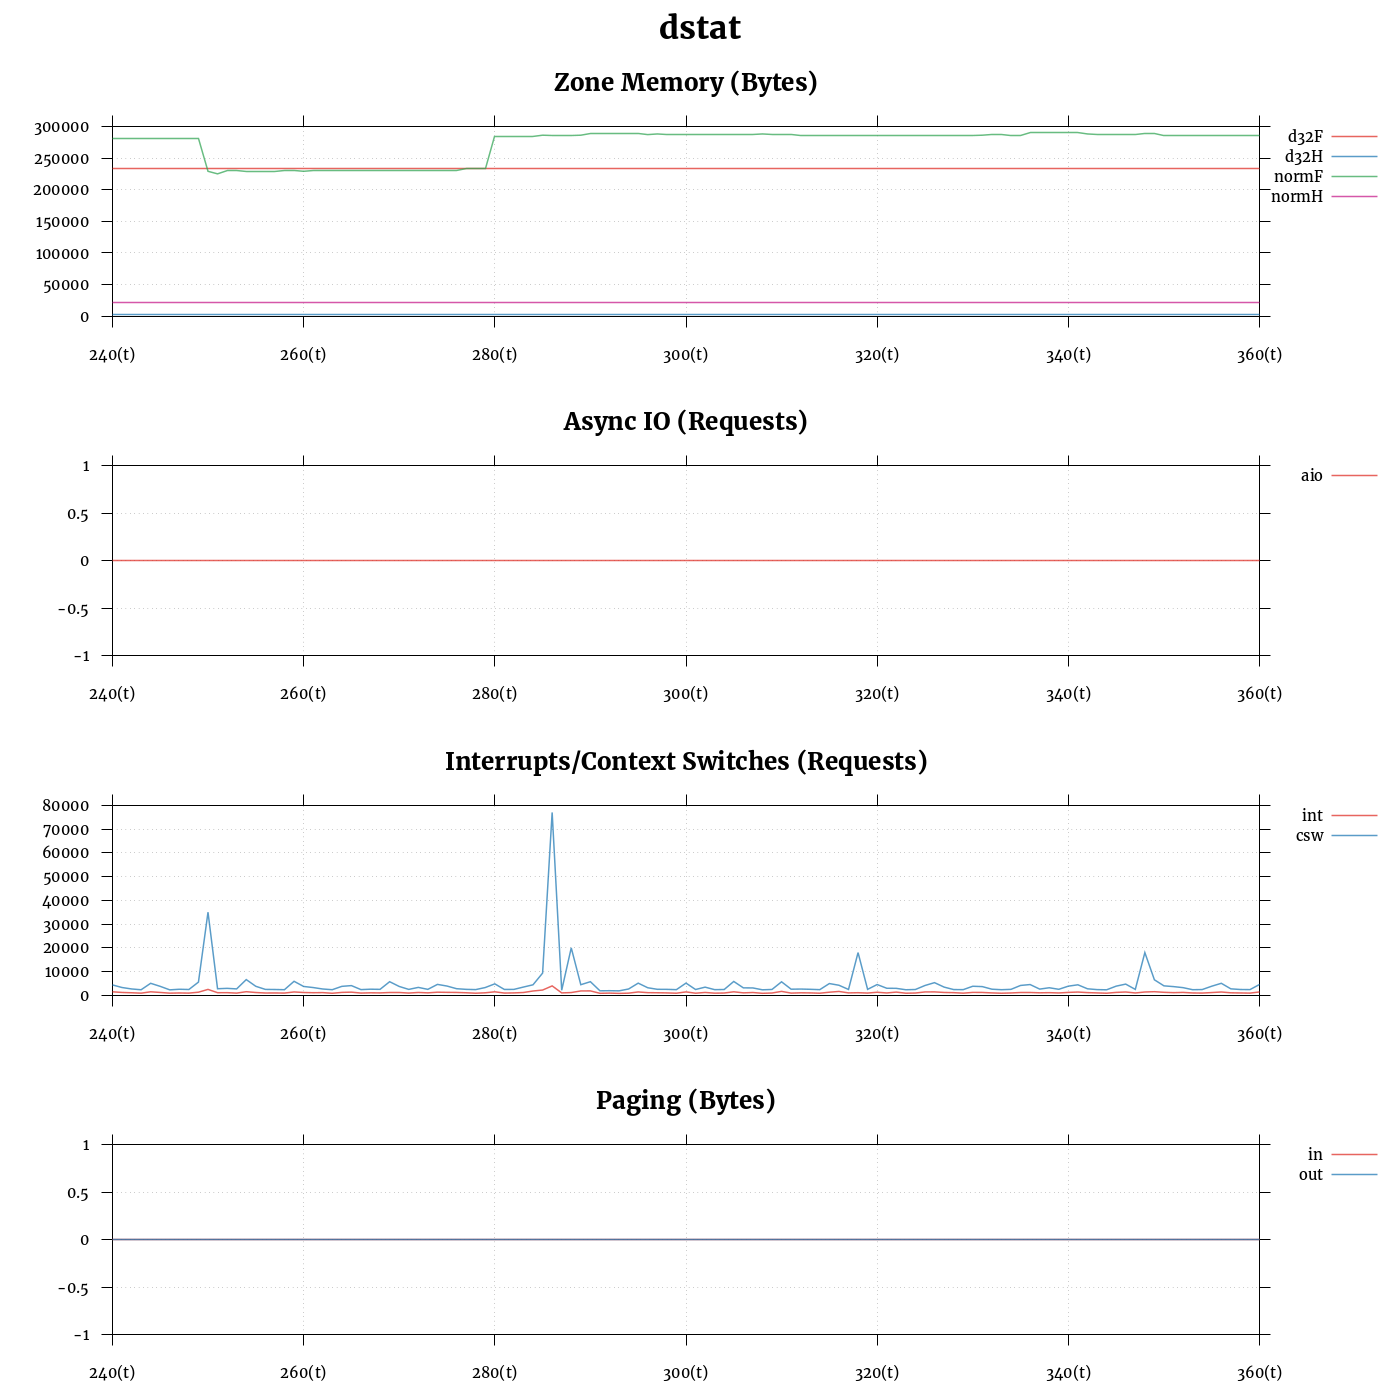 dstat
Zone Memory (Bytes)
300000
250000
200000
150000
100000
50000
0
240(t) 260(t) 280(t) 300(t) 320(t) 340(t) 360(t)
d32F
d32H
normF
normH
Async IO (Requests)
1
0.5
0
-0.5
-1
240(t) 260(t) 280(t) 300(t) 320(t) 340(t) 360(t)
aio
Interrupts/Context Switches (Requests)
80000
70000
60000
50000
40000
30000
20000
10000
0
240(t) 260(t) 280(t) 300(t) 320(t) 340(t) 360(t)
int
csw
Paging (Bytes)
1
0.5
0
-0.5
-1
240(t) 260(t) 280(t) 300(t) 320(t) 340(t) 360(t)
in
out